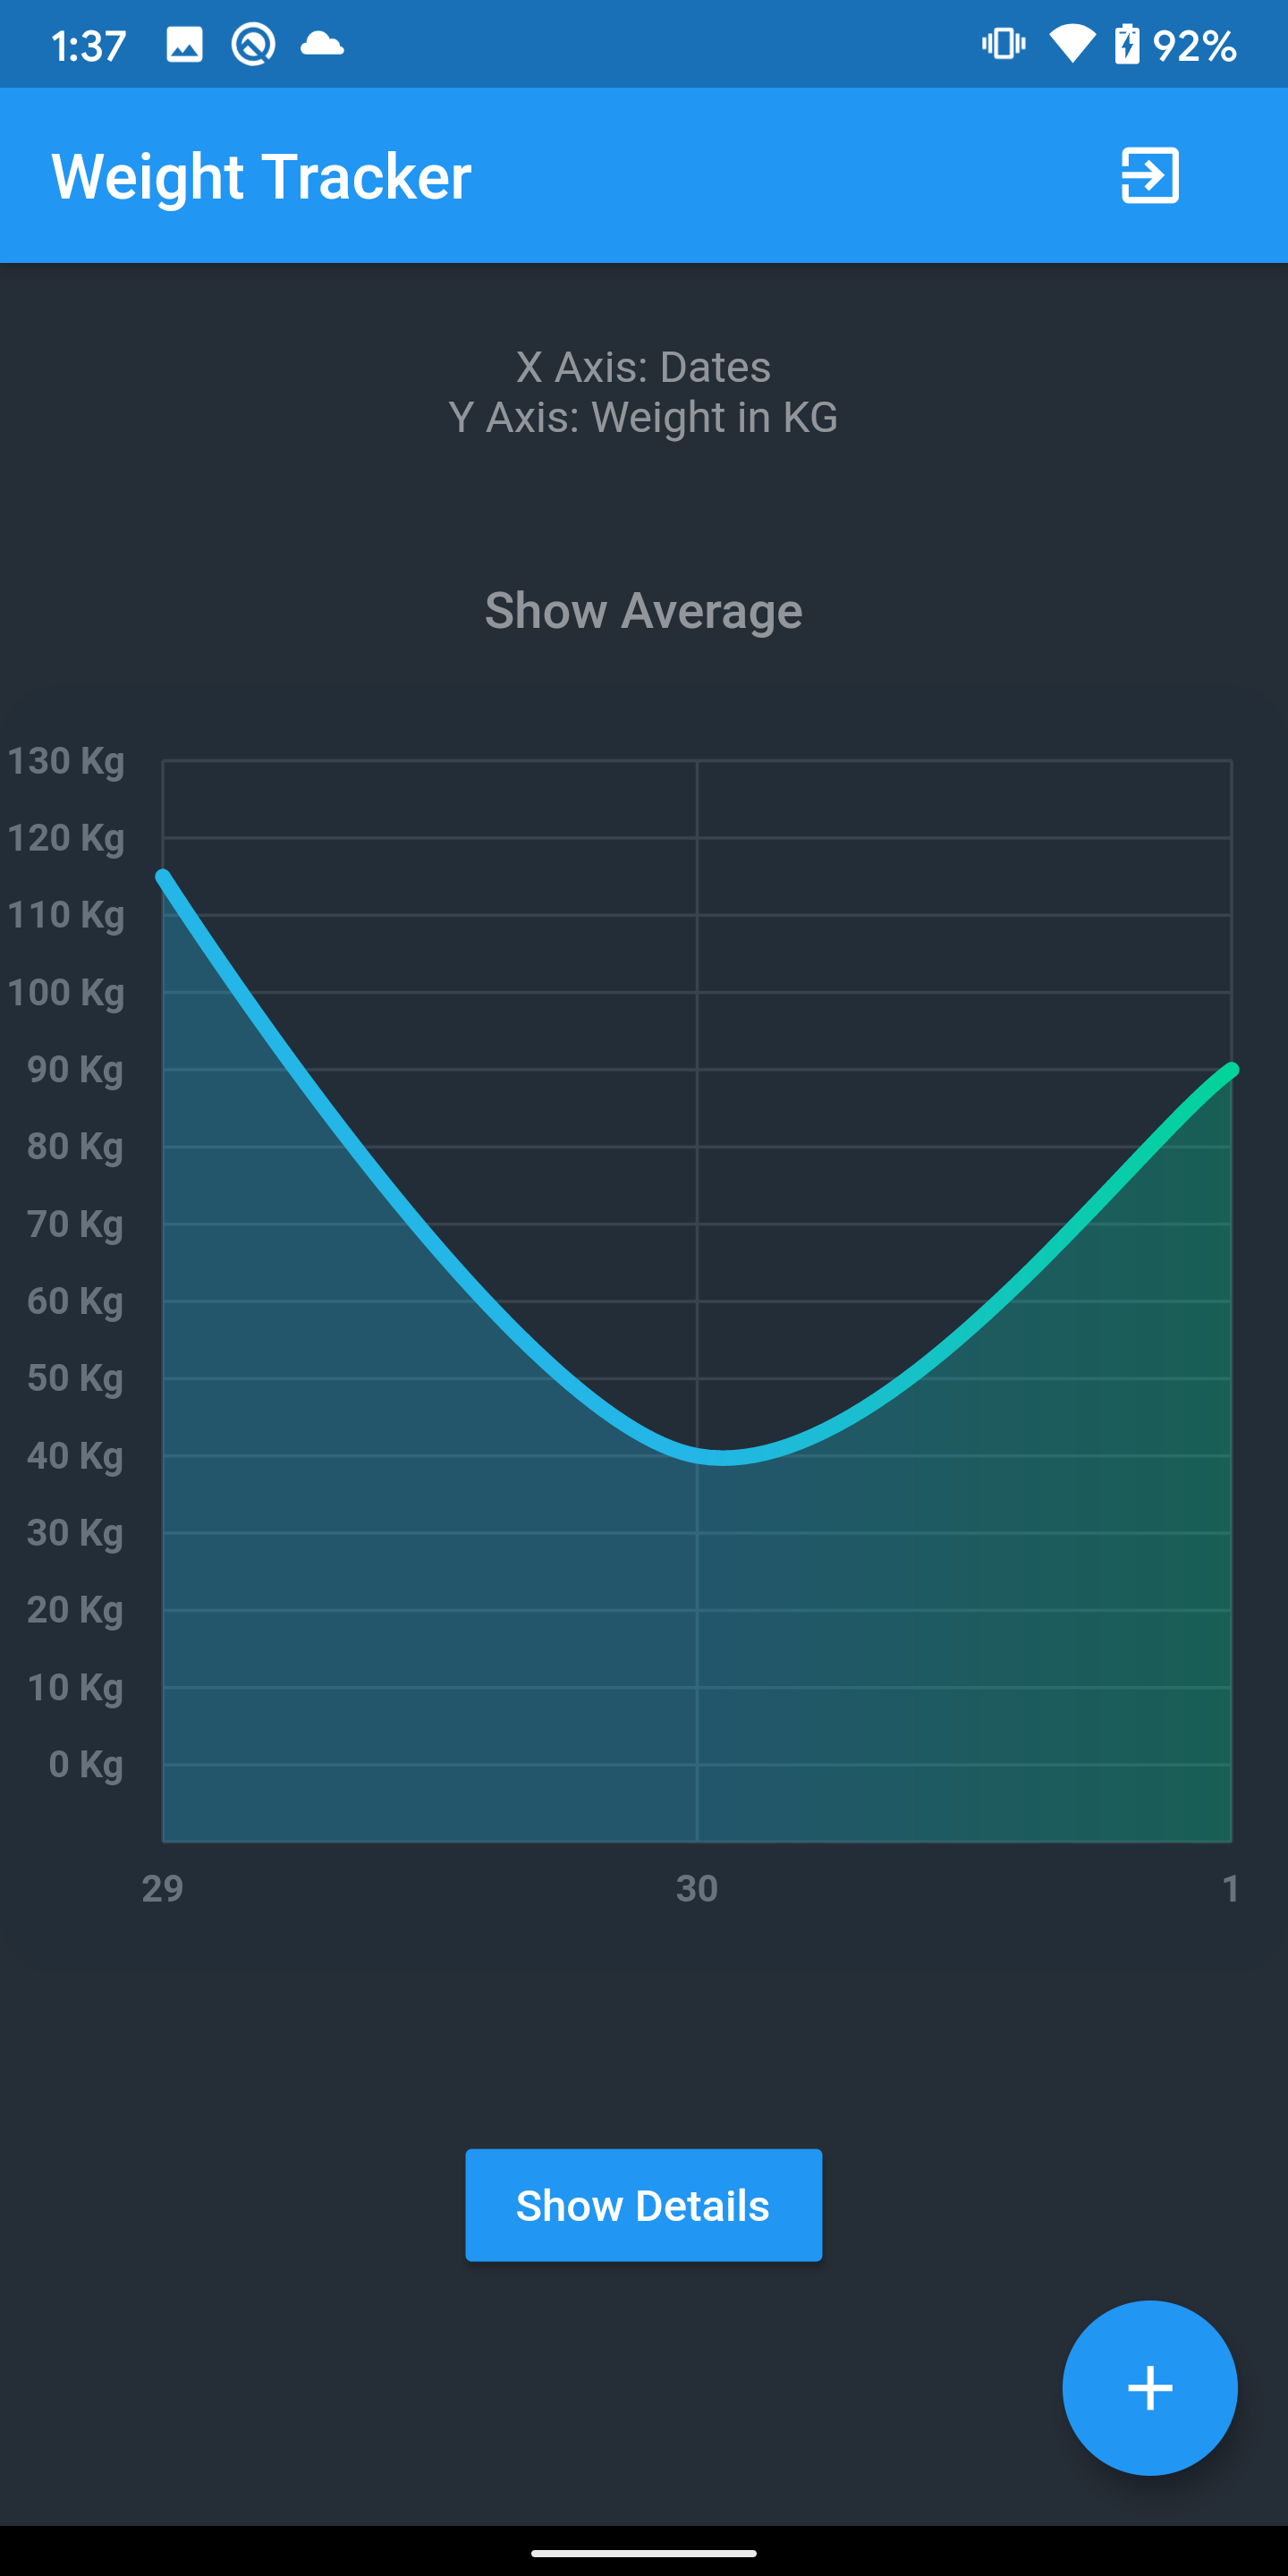 1:37 92%
Weight Tracker
X Axis: Dates
Y Axis: Weight in KG
Show Average
130 Kg
120 Kg
110 Kg
100 Kg
90 Kg
80 Kg
70 Kg
60 Kg
50 Kg
40 Kg
30 Kg
20 Kg
10 Kg
0 Kg
29 30 1
Show Details